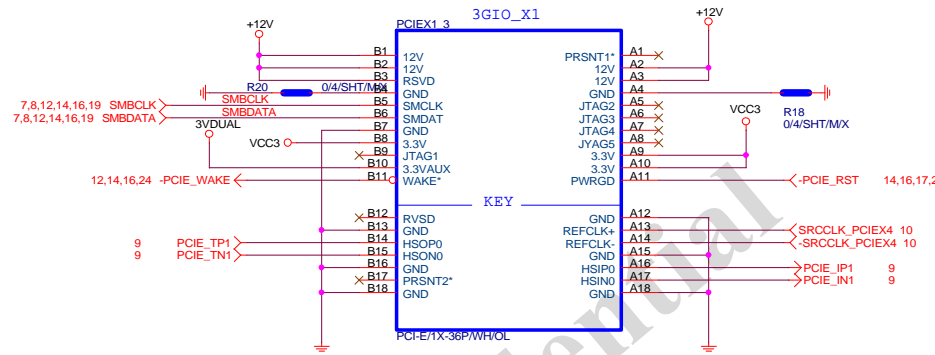 3GIO_X1
+12V
+12V
PCIEX1_3
B1 12V PRSNT1* A1
B2 12V 12V A2
B3 RSVD 12V A3
R20 0/4/SHT/M/X B4 GND GND A4
7,8,12,14,16,19 SMBCLK SMBCLK B5 SMCLK JTAG2 A5
7,8,12,14,16,19 SMBDATA SMBDATA B6 SMDAT JTAG3 A6
R18
0/4/SHT/M/X
B7 GND JTAG4 A7
VCC3
3VDUAL
VCC3 B8 3.3V JYAG5 A8
B9 JTAG1 3.3V A9
B10 3.3VAUX 3.3V A10
12,14,16,24 -PCIE_WAKE B11 WAKE* PWRGD A11 -PCIE_RST 14,16,17,2
KEY
B12 RVSD GND A12
B13 GND REFCLK+ A13 SRCCLK_PCIEX4 10
9 PCIE_TP1 B14 HSOP0 REFCLK- A14 -SRCCLK_PCIEX4 10
9 PCIE_TN1 B15 HSON0 GND A15
B16 GND HSIP0 A16 PCIE_IP1 9
B17 PRSNT2* HSIN0 A17 PCIE_IN1 9
B18 GND GND A18
PCI-E/1X-36P/WH/OL